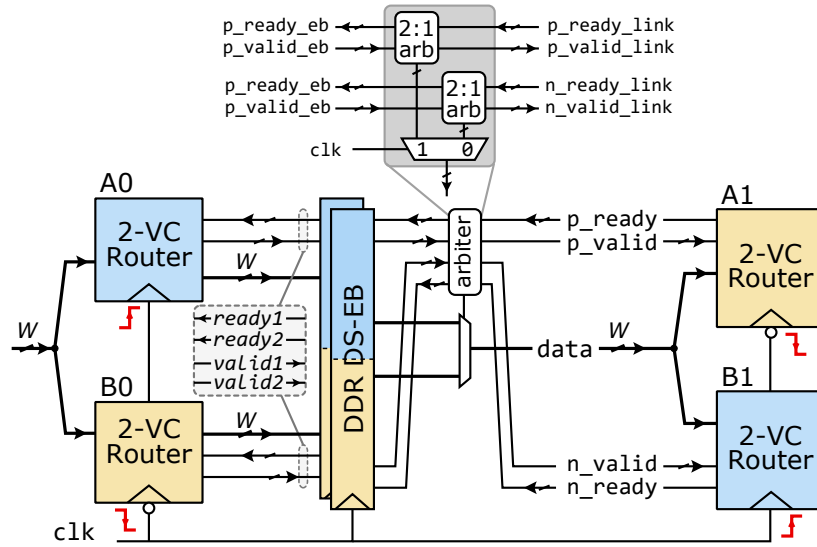 p_ready_eb 2:1 p_ready_link
p_valid_eb arb p_valid_link
p_ready_eb 2:1 n_ready_link
p_valid_eb arb n_valid_link
clk 1 0
A0 A1
2-VC
Router
W
p_ready
p_valid
arbiter
2-VC
Router
W
ready1
ready2
valid1
valid2
DDR DS-EB
data
W
B0 B1
2-VC
Router
W
n_valid
n_ready
2-VC
Router
clk